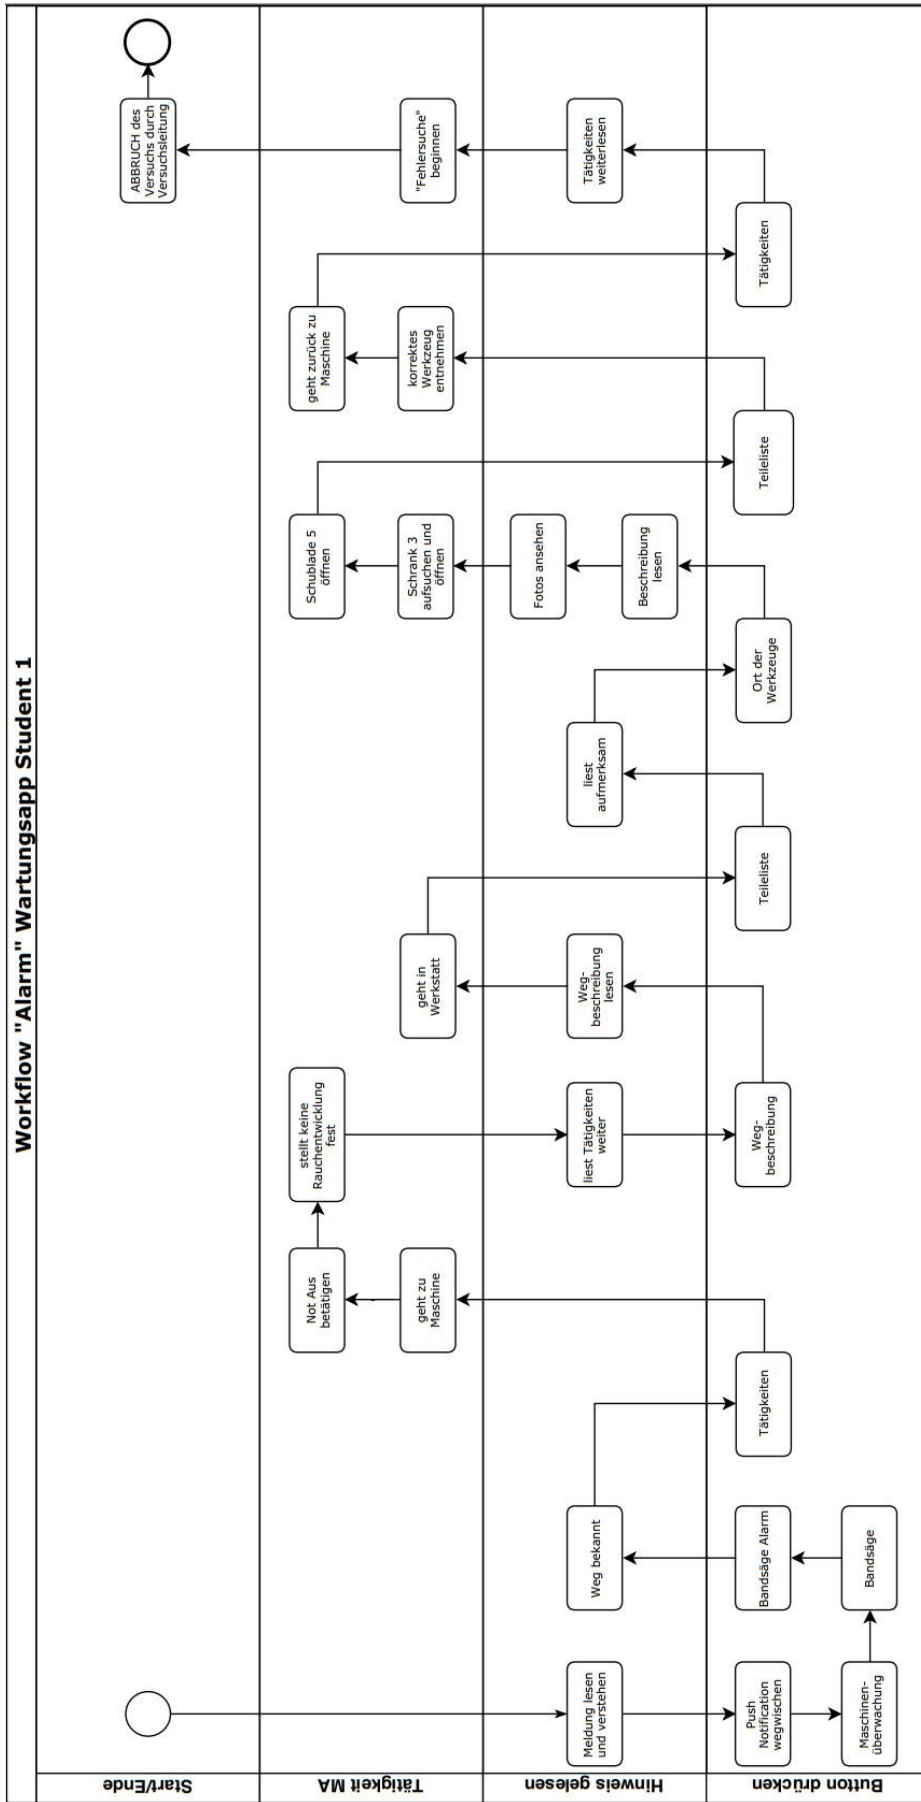 Workflow "Alarm" Wartungsapp Student 1
Start/Ende
ABBRUCH des
Versuchs durch
Versuchsleitung
Tätigkeit MA
Not Aus
betätigen
geht zu
Maschine
stellt keine
Rauchentwicklung
fest
geht in
Werkstatt
Schublade 5
öffnen
Schrank 3
aufsuchen und
öffnen
geht zurück zu
Maschine
korrektes
Werkzeug
entnehmen
"Fehlersuche"
beginnen
Hinweis gelesen
Meldung lesen
und verstehen
Weg bekannt
liest Tätigkeiten
weiter
Weg-
beschreibung
lesen
liest
aufmerksam
Fotos ansehen
Beschreibung
lesen
Tätigkeiten
weiterlesen
Button drücken
Push
Notification
wegwischen
Maschinen-
überwachung
Bandsäge Alarm
Bandsäge
Tätigkeiten
Weg-
beschreibung
Teileliste
Ort der
Werkzeuge
Teileliste
Tätigkeiten